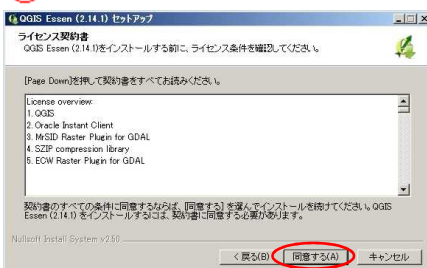 QGIS Essen (2.14.1) セットアップ
ライセンス契約書
QGIS Essen (2.14.1)をインストールする前に、ライセンス条件を確認してください。
[Page Down]を押して契約書をすべてお読みください。
License overview:
1. QGIS
2. Oracle Instant Client
3. MrSID Raster Plugin for GDAL
4. SZIP compression library
5. ECW Raster Plugin for GDAL
契約書のすべての条件に同意するならば、[同意する] を選んでインストールを続けてください。 QGIS
Essen (2.14.1) をインストールするには、契約書に同意する必要があります。
Nullsoft Install System v2.50
< 戻る(B)
同意する(A)
キャンセル